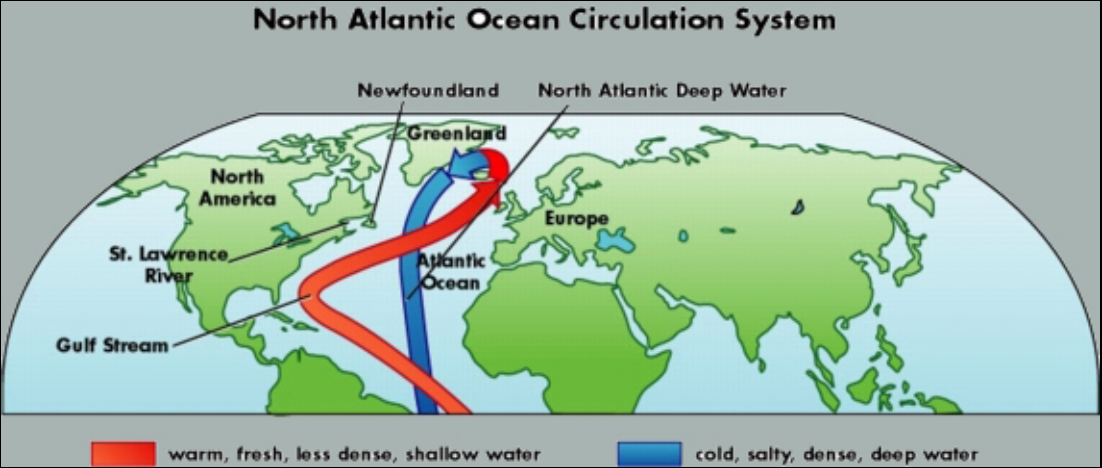 North Atlantic Ocean Circulation System
Newfoundland
North Atlantic Deep Water
Greenland
North
America
Europe
St. Lawrence
River
Atlantic
Ocean
Gulf Stream
warm, fresh, less dense, shallow water
cold, salty, dense, deep water